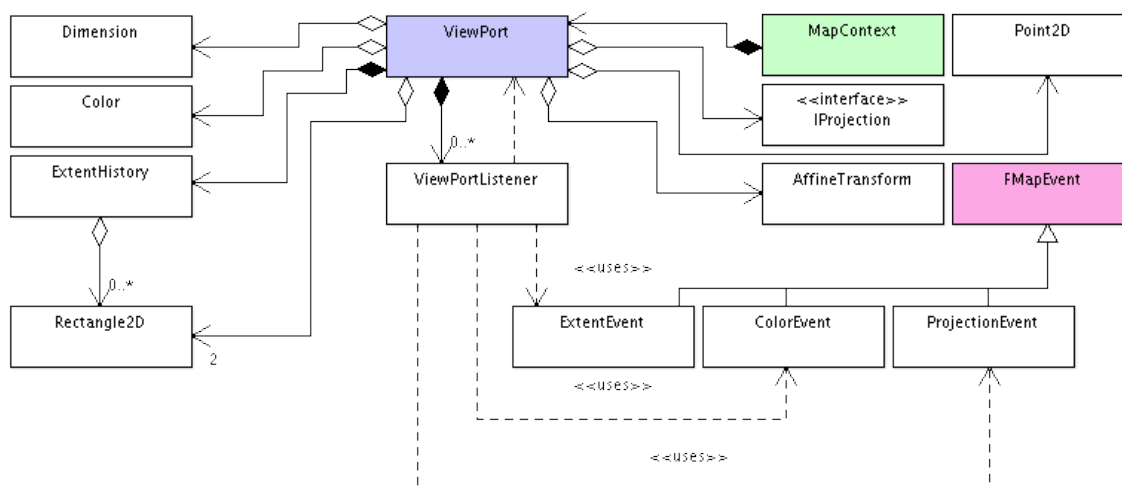 Dimension
ViewPort
MapContext
Point2D
Color
<<interface>>
IProjection
0..*
ExtentHistory
ViewPortListener
AffineTransform
FMapEvent
<<uses>>
0..*
Rectangle2D
ExtentEvent
ColorEvent
ProjectionEvent
2
<<uses>>
<<uses>>